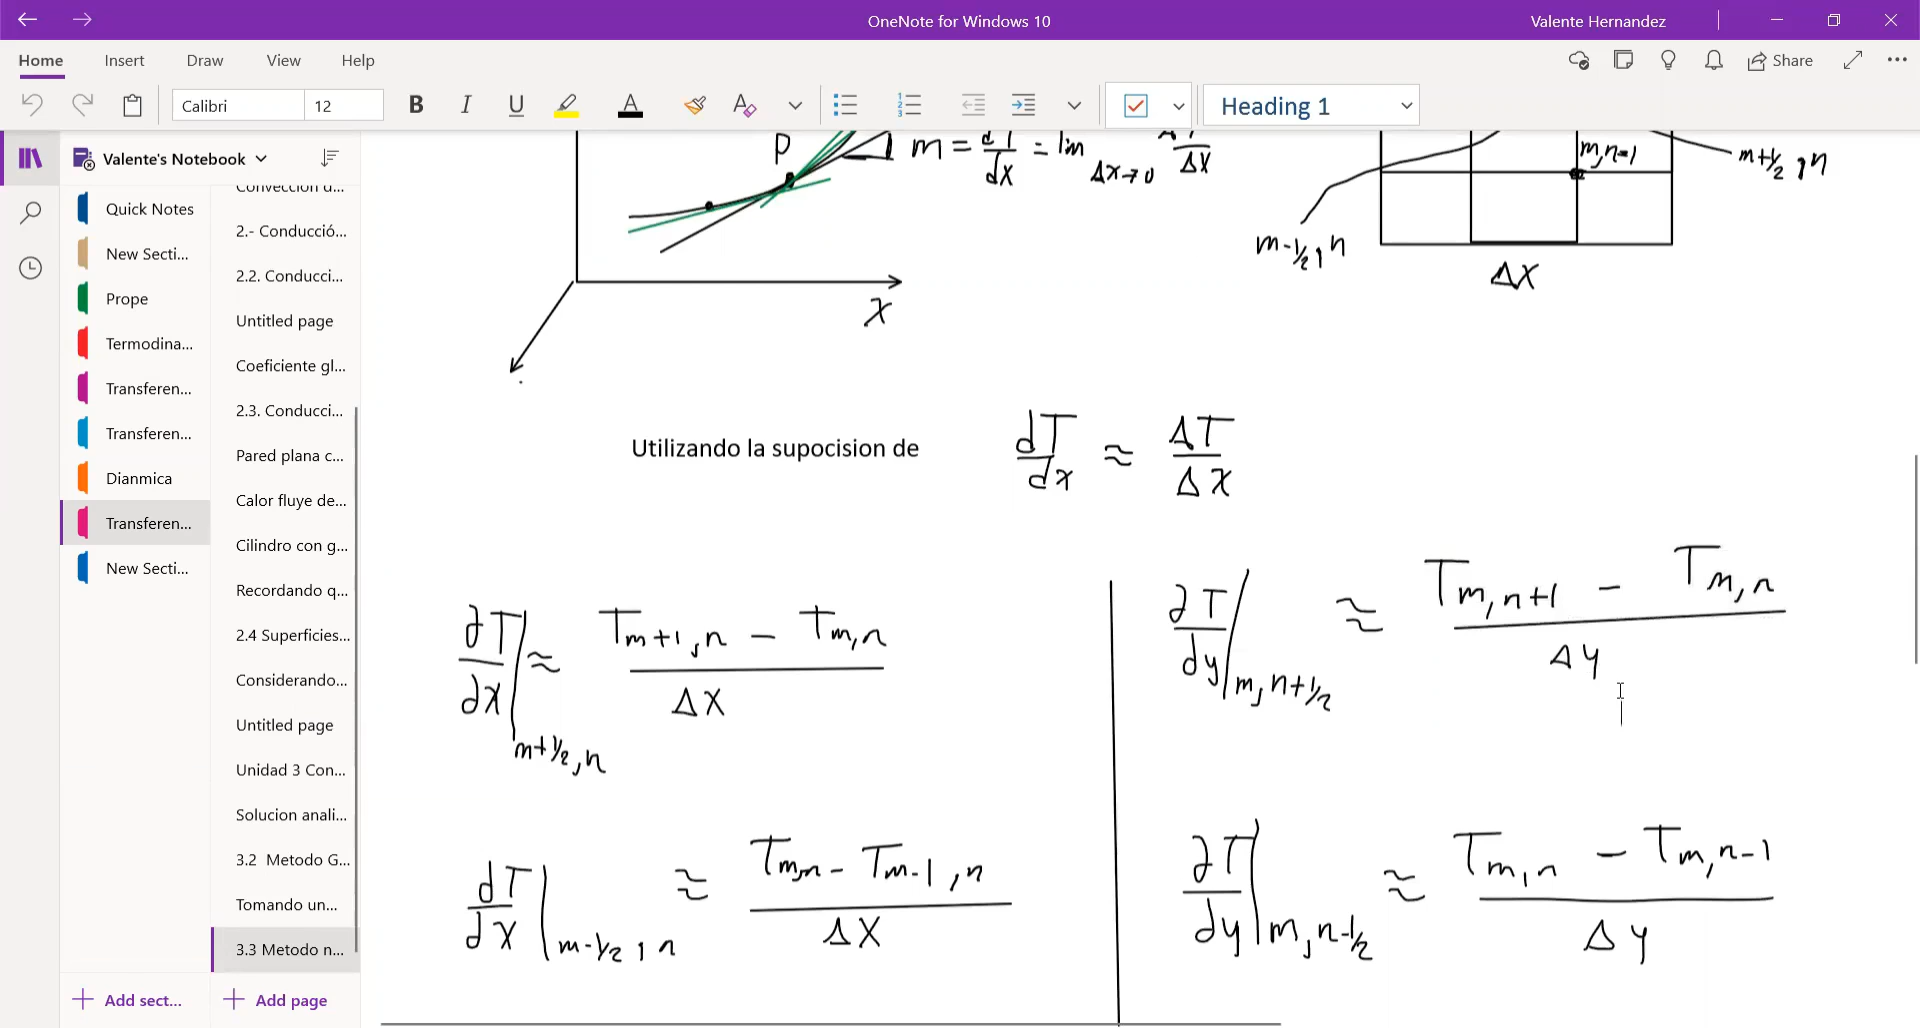 OneNote for Windows 10
Valente Hernandez
Home Insert Draw View Help
Share
Calibri 12 B I U A A Heading 1
Valente's Notebook
Quick Notes
New Secti...
Prope
Termodina...
Transferen...
Transferen...
Dianmica
Transferen...
New Secti...
Add sect...
Convección d...
2.- Conducció...
2.2. Conducci...
Untitled page
Coeficiente gl...
2.3. Conducci...
Pared plana c...
Calor fluye de...
Cilindro con g...
Recordando q...
2.4 Superficies...
Considerando...
Untitled page
Unidad 3 Con...
Solucion anali...
3.2 Metodo G...
Tomando un...
3.3 Metodo n...
Add page
P
m = dT/dx = lim Δx→0 ΔT/Δx
x
m,n=1
m+1/2, n
m-1/2, n
Δx
Utilizando la supocision de dT/dx ≈ ΔT/Δx
∂T/∂x |m+1/2,n ≈ Tm+1,n - Tm,n / Δx
∂T/dy |m,n+1/2 ≈ Tm,n+1 - Tm,n / Δy
dT/dx |m-1/2,n ≈ Tm,n - Tm-1,n / Δx
∂T/dy |m,n-1/2 ≈ Tm,n - Tm,n-1 / Δy